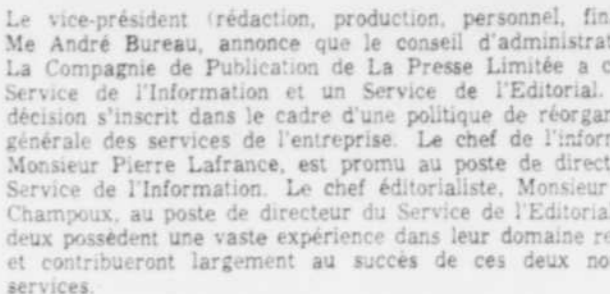 Le vice-président (rédaction, production, personnel, fin
Me André Bureau, annonce que le conseil d'administrat
La Compagnie de Publication de La Presse Limitée a c
Service de l'Information et un Service de l'Editorial.
décision s'inscrit dans le cadre d'une politique de réorgan
générale des services de l'entreprise. Le chef de l'inform
Monsieur Pierre Lafrance, est promu au poste de direct
Service de l'Information. Le chef éditorialiste, Monsieur
Champoux, au poste de directeur du Service de l'Editorial
deux possèdent une vaste expérience dans leur domaine re
et contribueront largement au succès de ces deux no
services.